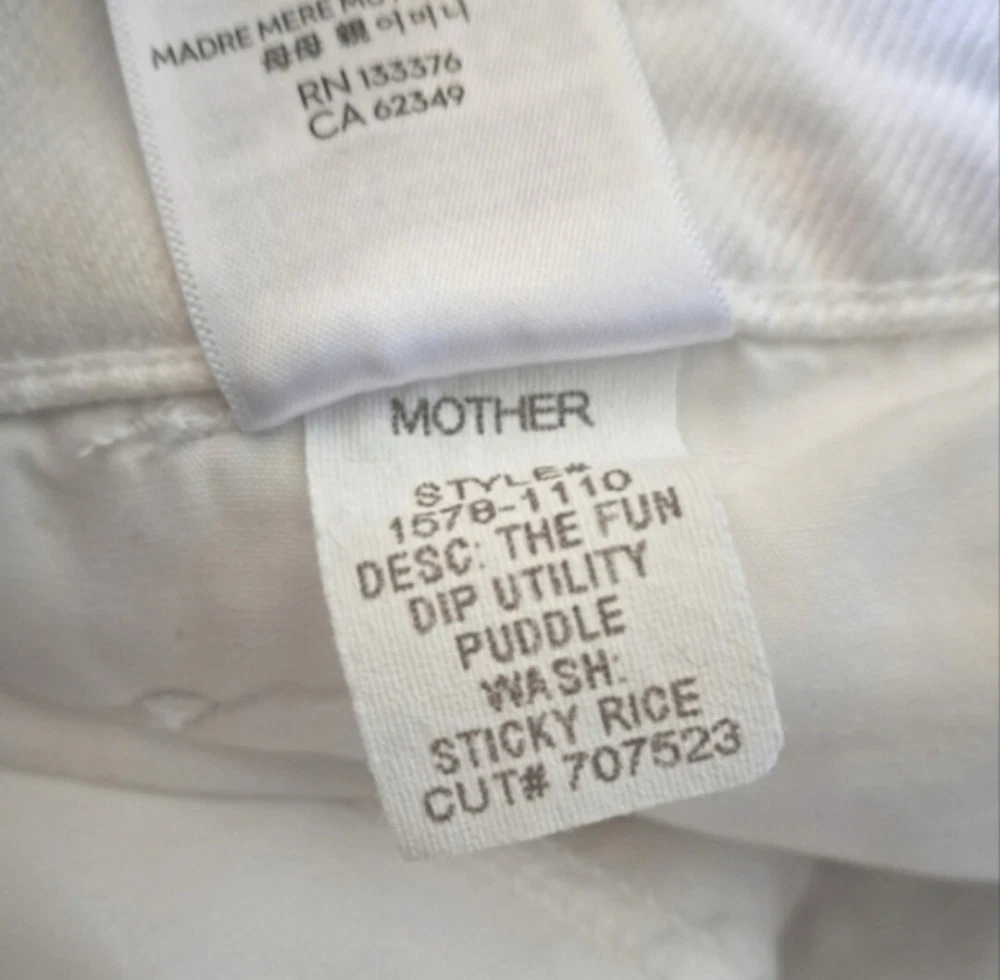 MADRE MERE
母母 親 어머니
RN 133376
CA 62349
MOTHER
STYLE#
1578-1110
DESC: THE FUN
DIP UTILITY
PUDDLE
WASH:
STICKY RICE
CUT# 707523